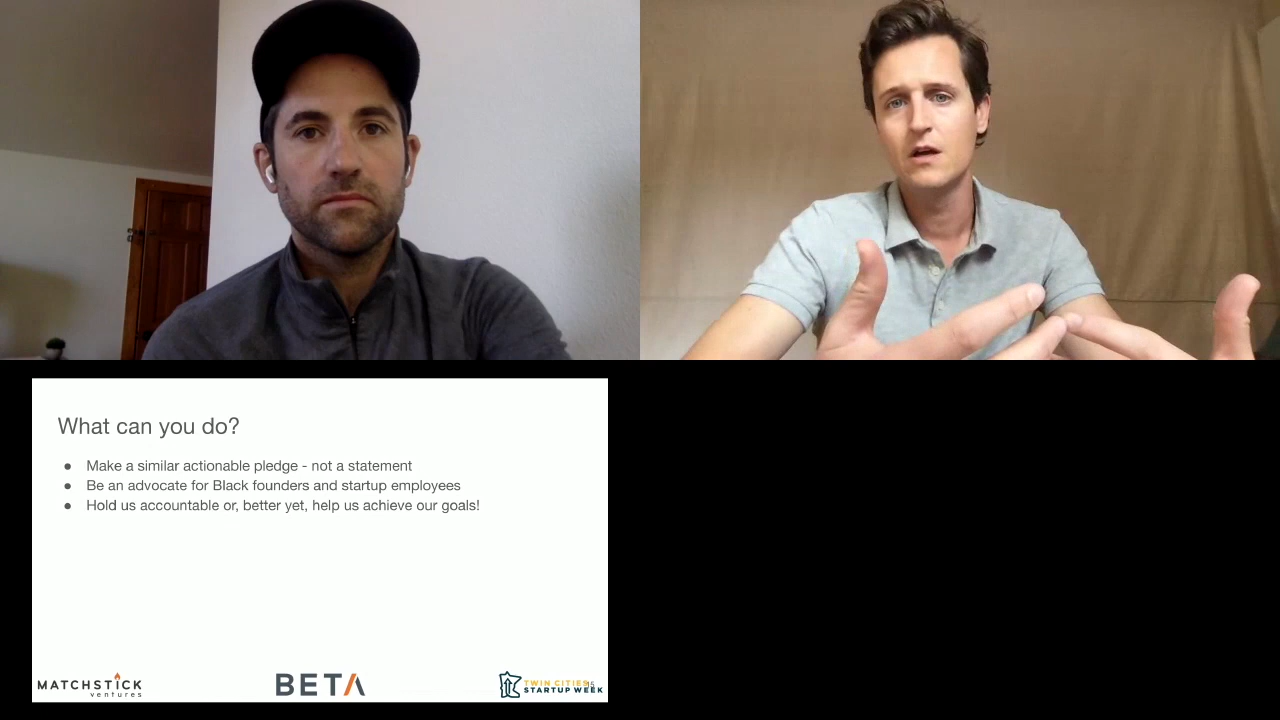 What can you do?
● Make a similar actionable pledge - not a statement
● Be an advocate for Black founders and startup employees
● Hold us accountable or, better yet, help us achieve our goals!
MATCHSTICK
ventures
BETA
TWIN CITIES
STARTUP WEEK
15